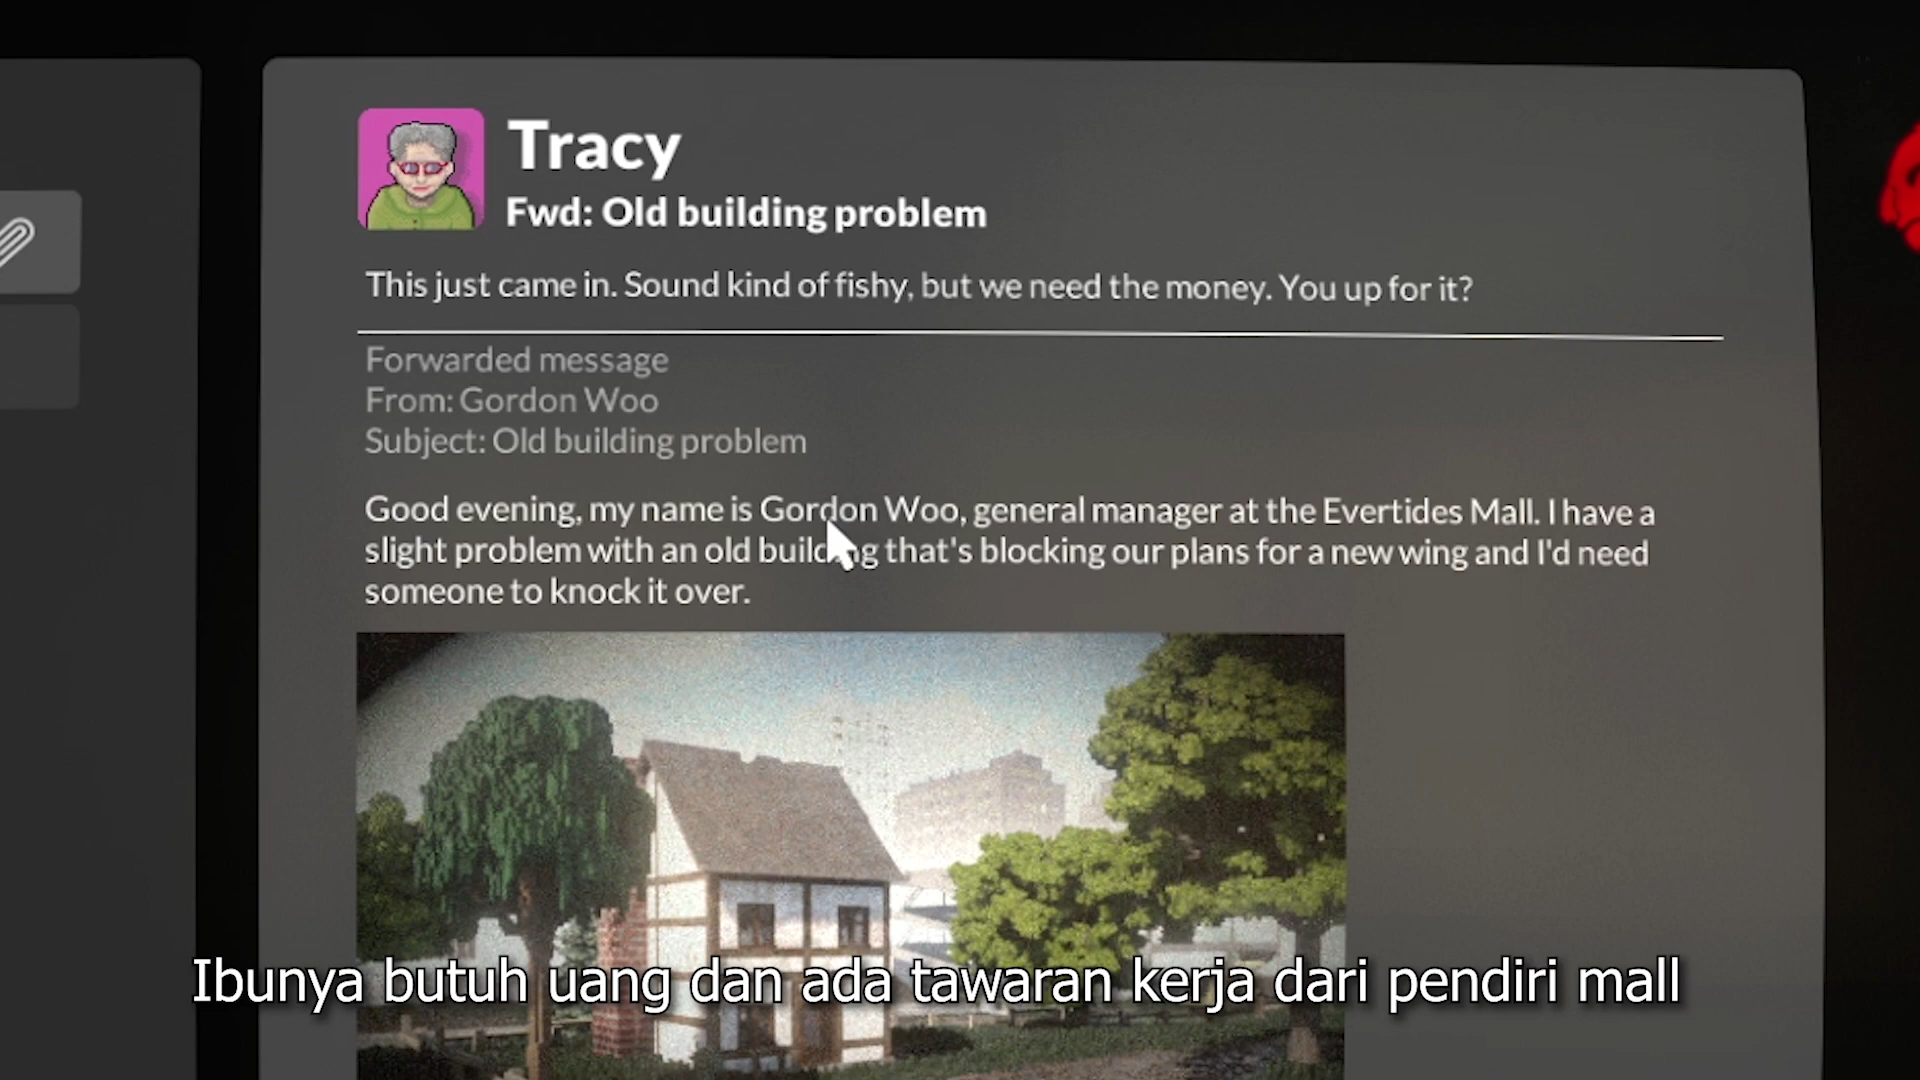 Tracy
Fwd: Old building problem
This just came in. Sound kind of fishy, but we need the money. You up for it?
Forwarded message
From: Gordon Woo
Subject: Old building problem
Good evening, my name is Gordon Woo, general manager at the Evertides Mall. I have a
slight problem with an old building that's blocking our plans for a new wing and I'd need
someone to knock it over.
Ibunya butuh uang dan ada tawaran kerja dari pendiri mall